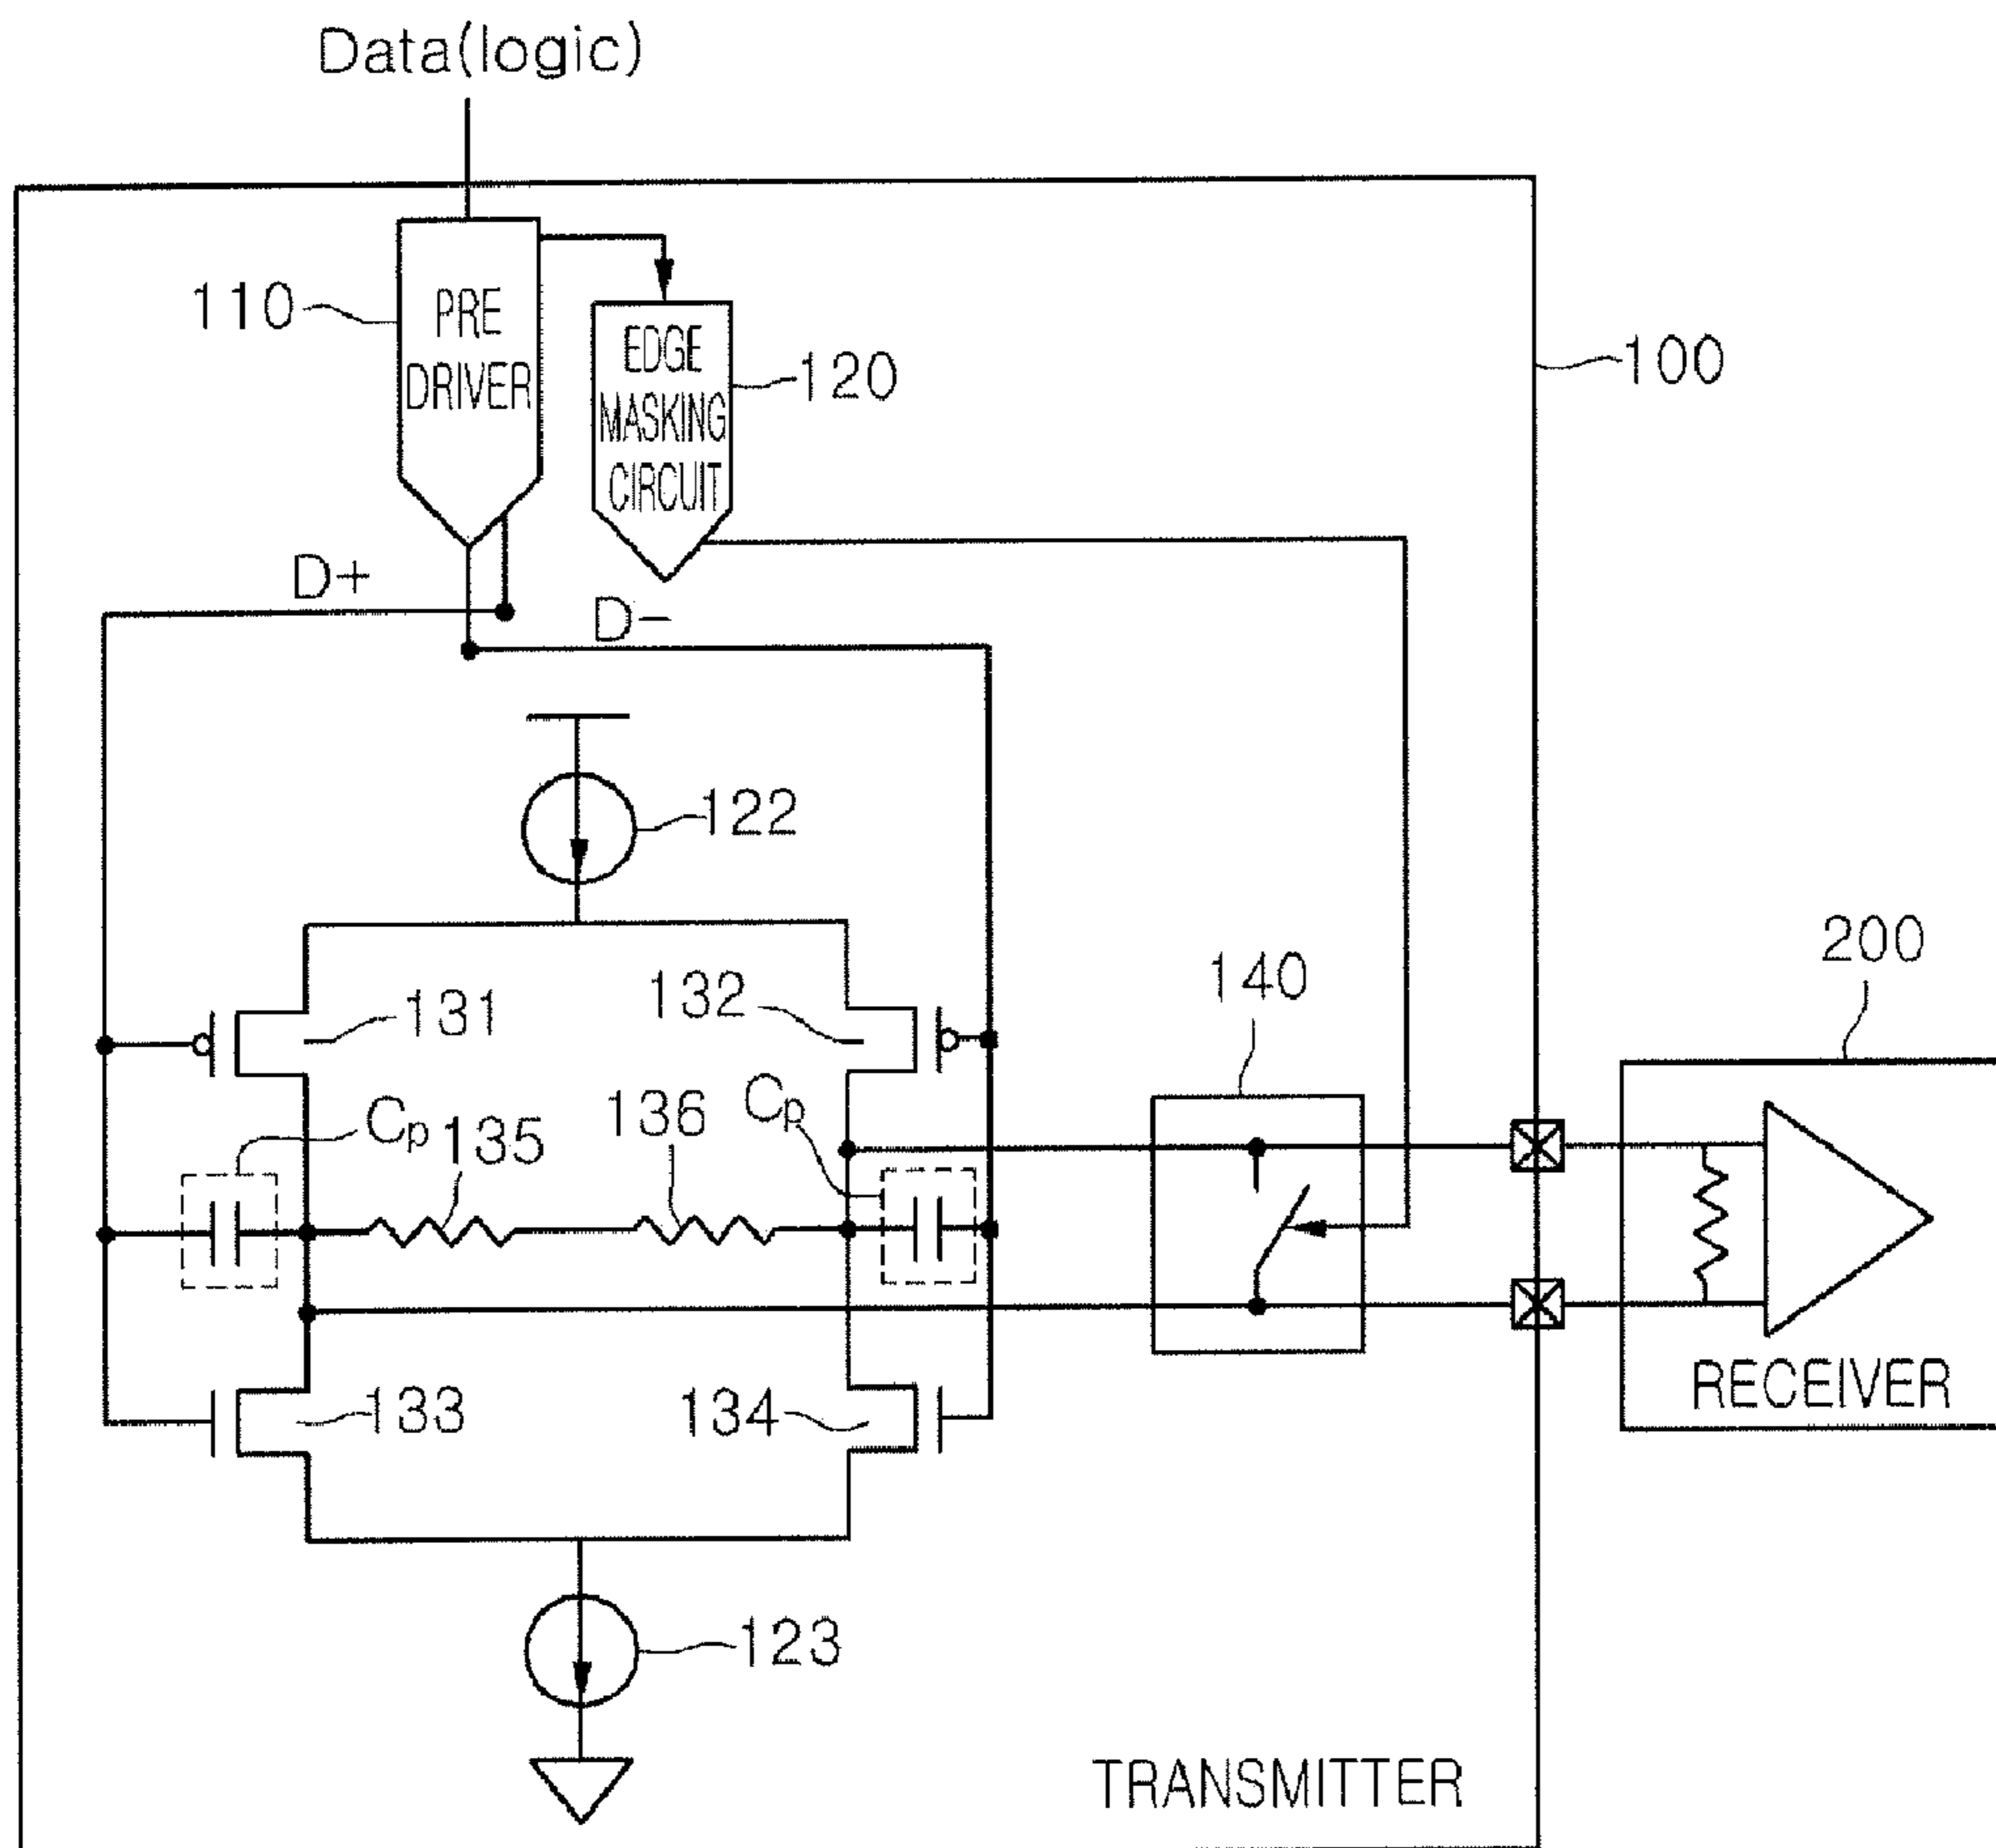 Data(logic)
110
PRE
DRIVER
EDGE
MASKING
CIRCUIT
120
100
D+
D-
122
200
140
131
132
Cp
135
136
Cp
133
134
RECEIVER
123
TRANSMITTER